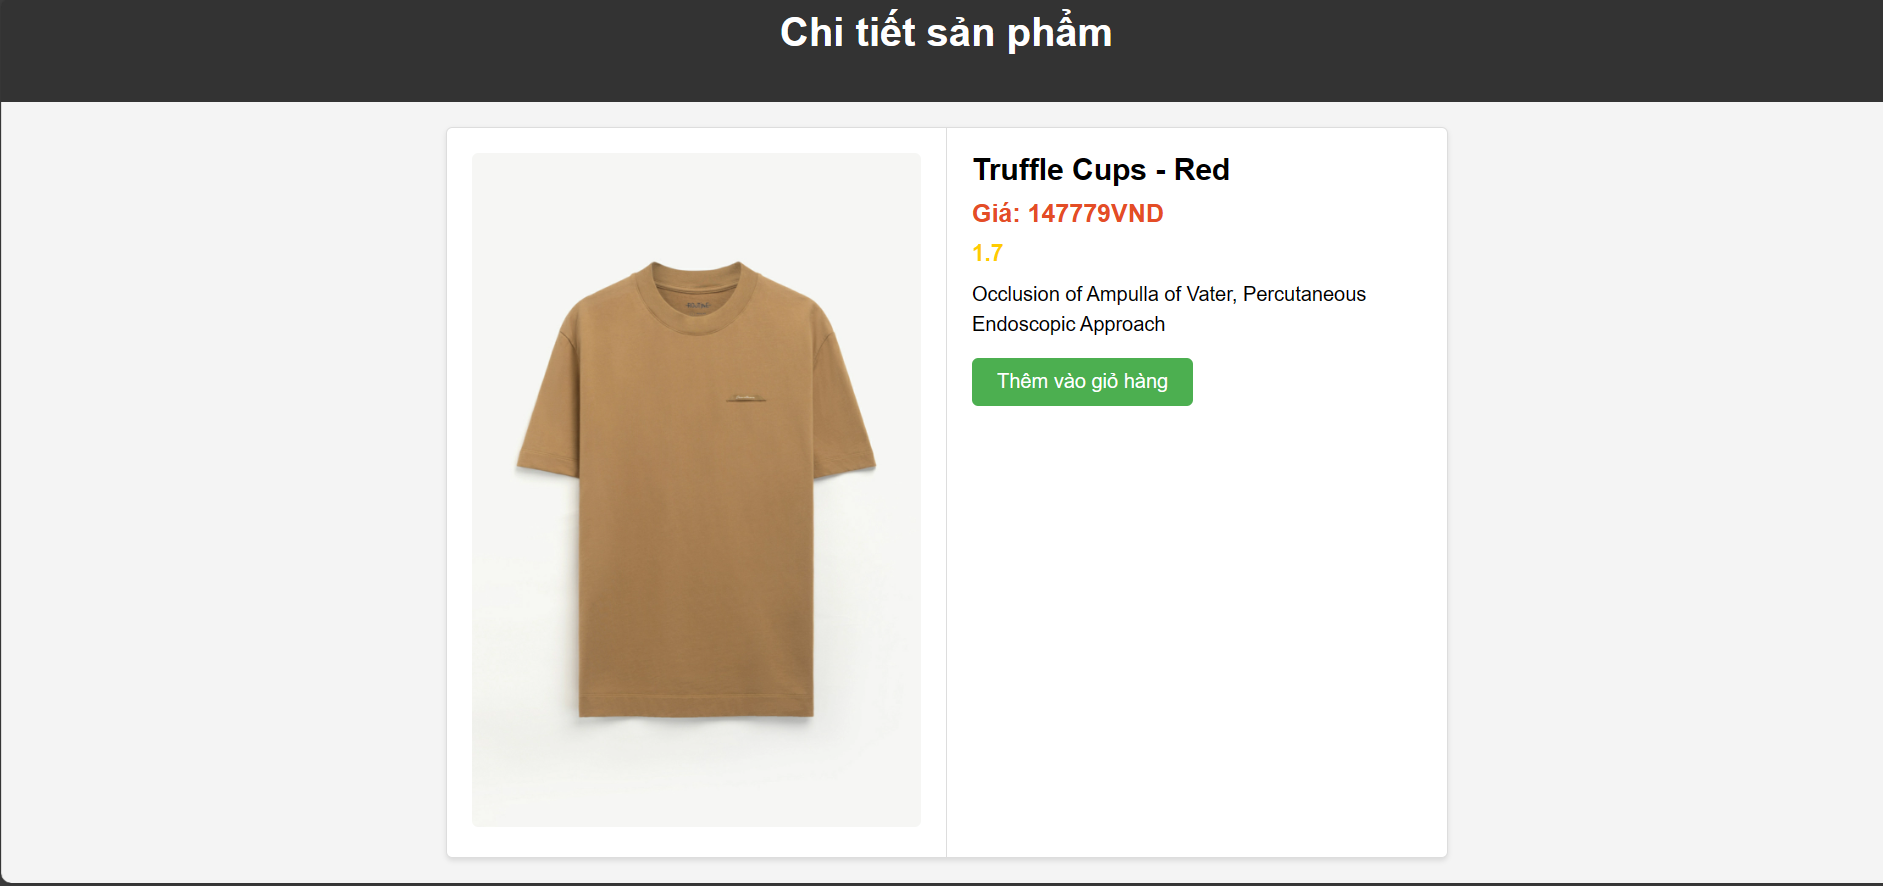 Chi tiết sản phẩm
Truffle Cups - Red
Giá: 147779VND
1.7
Occlusion of Ampulla of Vater, Percutaneous
Endoscopic Approach
Thêm vào giỏ hàng